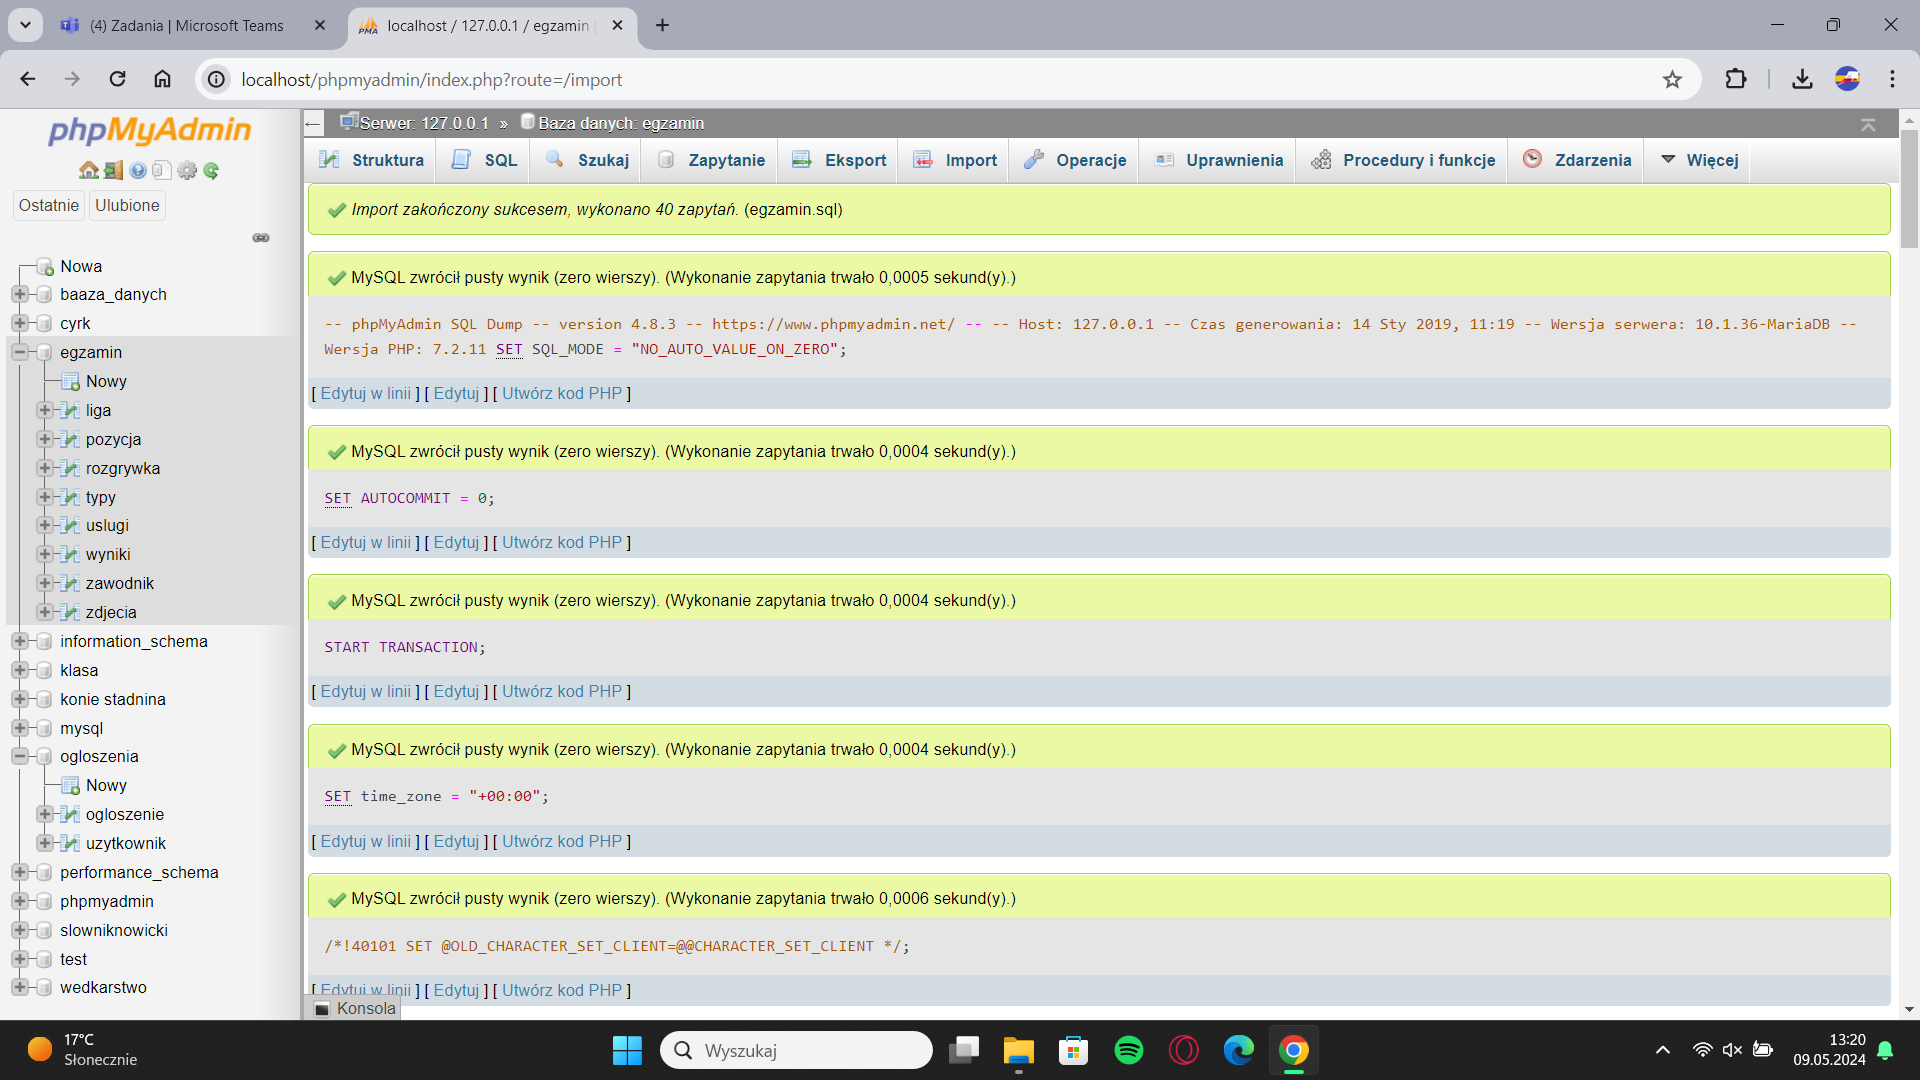 (4) Zadania | Microsoft Teams
localhost / 127.0.0.1 / egzamin
localhost/phpmyadmin/index.php?route=/import
phpMyAdmin
Ostatnie
Ulubione
Nowa
baaza_danych
cyrk
egzamin
Nowy
liga
pozycja
rozgrywka
typy
uslugi
wyniki
zawodnik
zdjecia
information_schema
klasa
konie stadnina
mysql
ogloszenia
Nowy
ogloszenie
uzytkownik
performance_schema
phpmyadmin
slowniknowicki
test
wedkarstwo
Serwer: 127.0.0.1 » Baza danych: egzamin
Struktura SQL Szukaj Zapytanie Eksport Import Operacje Uprawnienia Procedury i funkcje Zdarzenia Więcej
Import zakończony sukcesem, wykonano 40 zapytań. (egzamin.sql)
MySQL zwrócił pusty wynik (zero wierszy). (Wykonanie zapytania trwało 0,0005 sekund(y).)
-- phpMyAdmin SQL Dump -- version 4.8.3 -- https://www.phpmyadmin.net/ -- -- Host: 127.0.0.1 -- Czas generowania: 14 Sty 2019, 11:19 -- Wersja serwera: 10.1.36-MariaDB --
Wersja PHP: 7.2.11 SET SQL_MODE = "NO_AUTO_VALUE_ON_ZERO";
[ Edytuj w linii ] [ Edytuj ] [ Utwórz kod PHP ]
MySQL zwrócił pusty wynik (zero wierszy). (Wykonanie zapytania trwało 0,0004 sekund(y).)
SET AUTOCOMMIT = 0;
[ Edytuj w linii ] [ Edytuj ] [ Utwórz kod PHP ]
MySQL zwrócił pusty wynik (zero wierszy). (Wykonanie zapytania trwało 0,0004 sekund(y).)
START TRANSACTION;
[ Edytuj w linii ] [ Edytuj ] [ Utwórz kod PHP ]
MySQL zwrócił pusty wynik (zero wierszy). (Wykonanie zapytania trwało 0,0004 sekund(y).)
SET time_zone = "+00:00";
[ Edytuj w linii ] [ Edytuj ] [ Utwórz kod PHP ]
MySQL zwrócił pusty wynik (zero wierszy). (Wykonanie zapytania trwało 0,0006 sekund(y).)
/*!40101 SET @OLD_CHARACTER_SET_CLIENT=@@CHARACTER_SET_CLIENT */;
[ Edytuj w linii ] [ Edytuj ] [ Utwórz kod PHP ]
Konsola
17°C
Słonecznie
Wyszukaj
13:20
09.05.2024